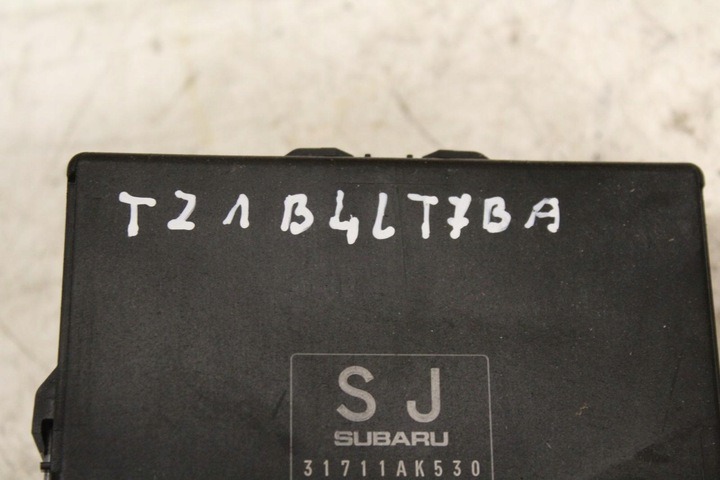 TZ1B4LT7BA
SJ
SUBARU
31711AK530